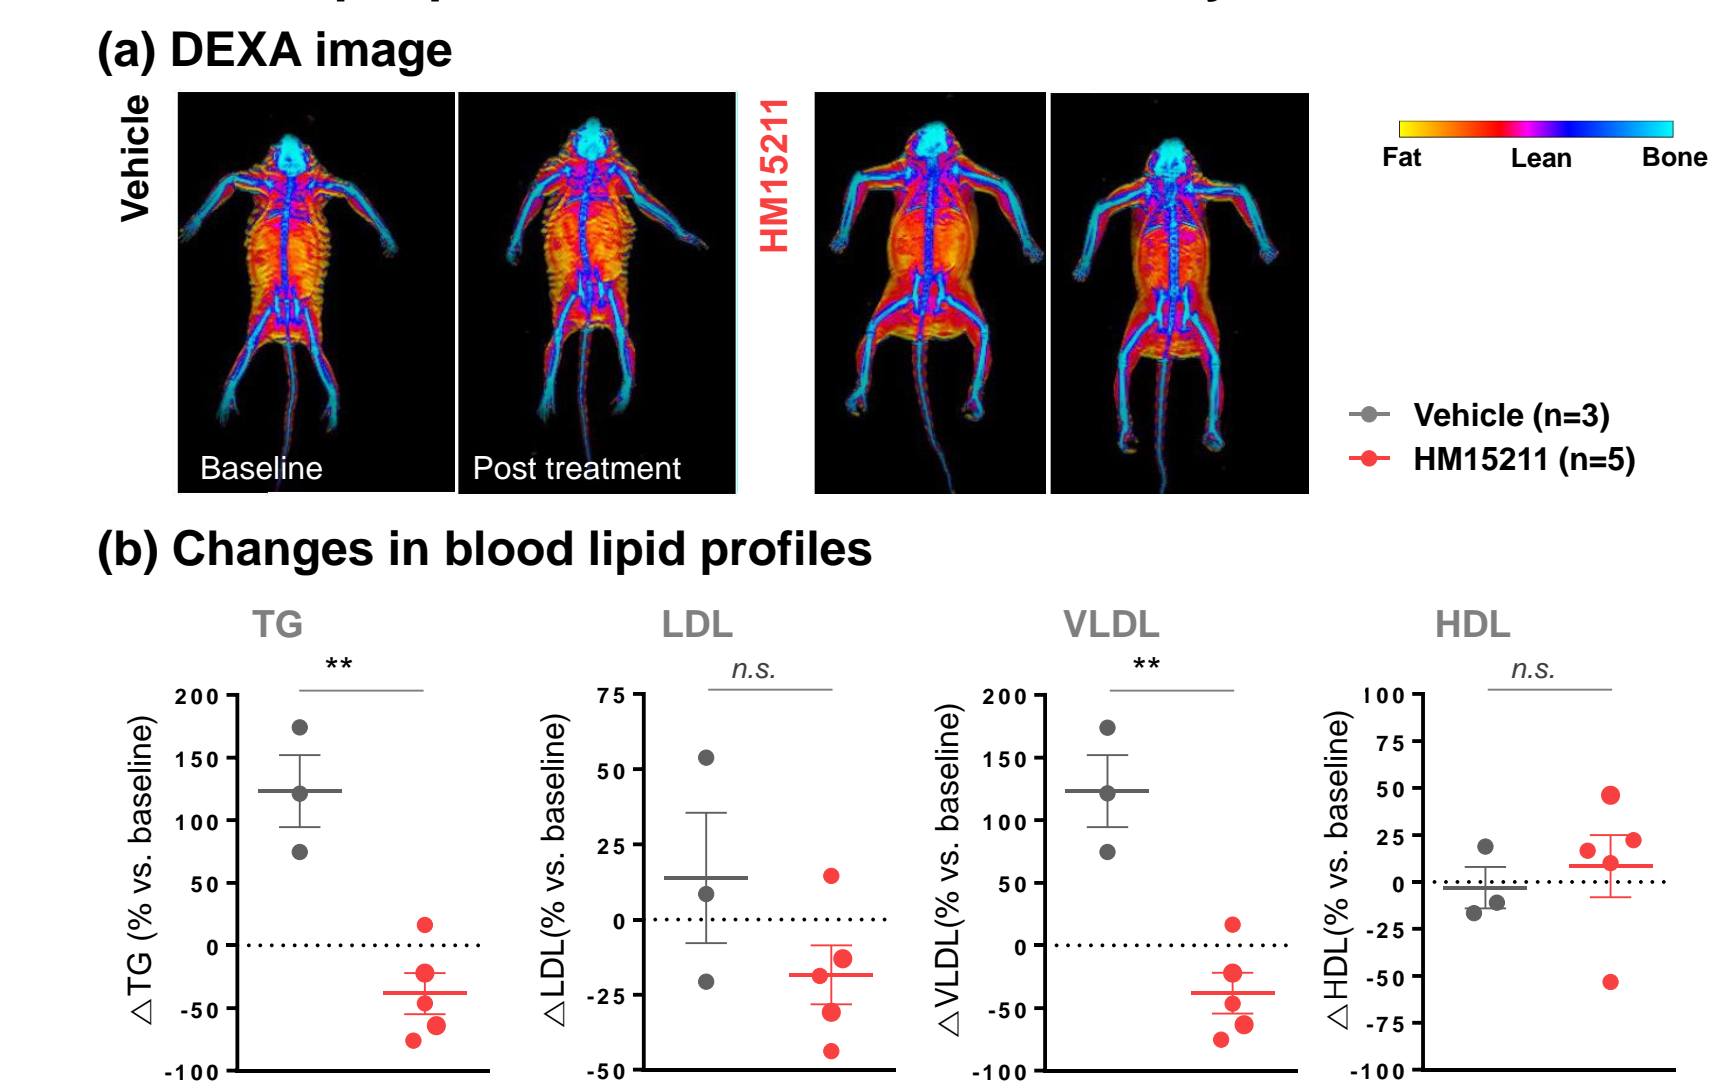 (a) DEXA image
Vehicle
HM15211
Baseline
Post treatment
Fat
Lean
Bone
Vehicle (n=3)
HM15211 (n=5)
(b) Changes in blood lipid profiles
TG
**
△TG (% vs. baseline)
200
150
100
50
0
-50
-100
LDL
n.s.
△LDL(% vs. baseline)
75
50
25
0
-25
-50
VLDL
**
△VLDL(% vs. baseline)
200
150
100
50
0
-50
-100
HDL
n.s.
△HDL(% vs. baseline)
100
75
50
25
0
-25
-50
-75
-100